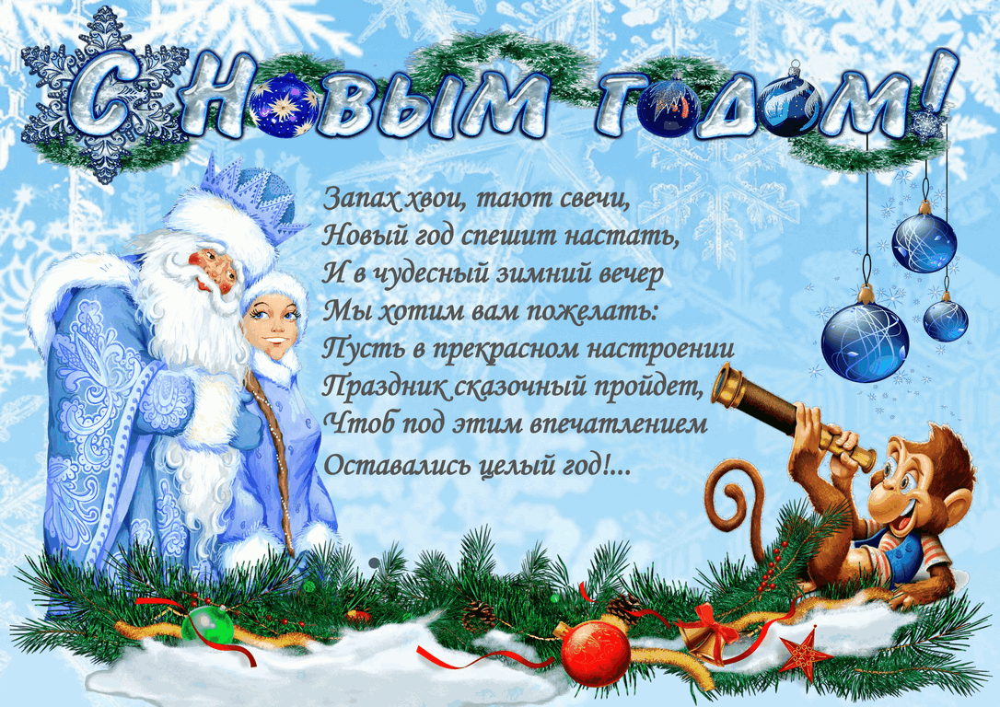 С Новым годом!
Запах хвои, тают свечи,
Новый год спешит настать,
И в чудесный зимний вечер
Мы хотим вам пожелать:
Пусть в прекрасном настроении
Праздник сказочный пройдет,
Чтоб под этим впечатлением
Оставались целый год!...